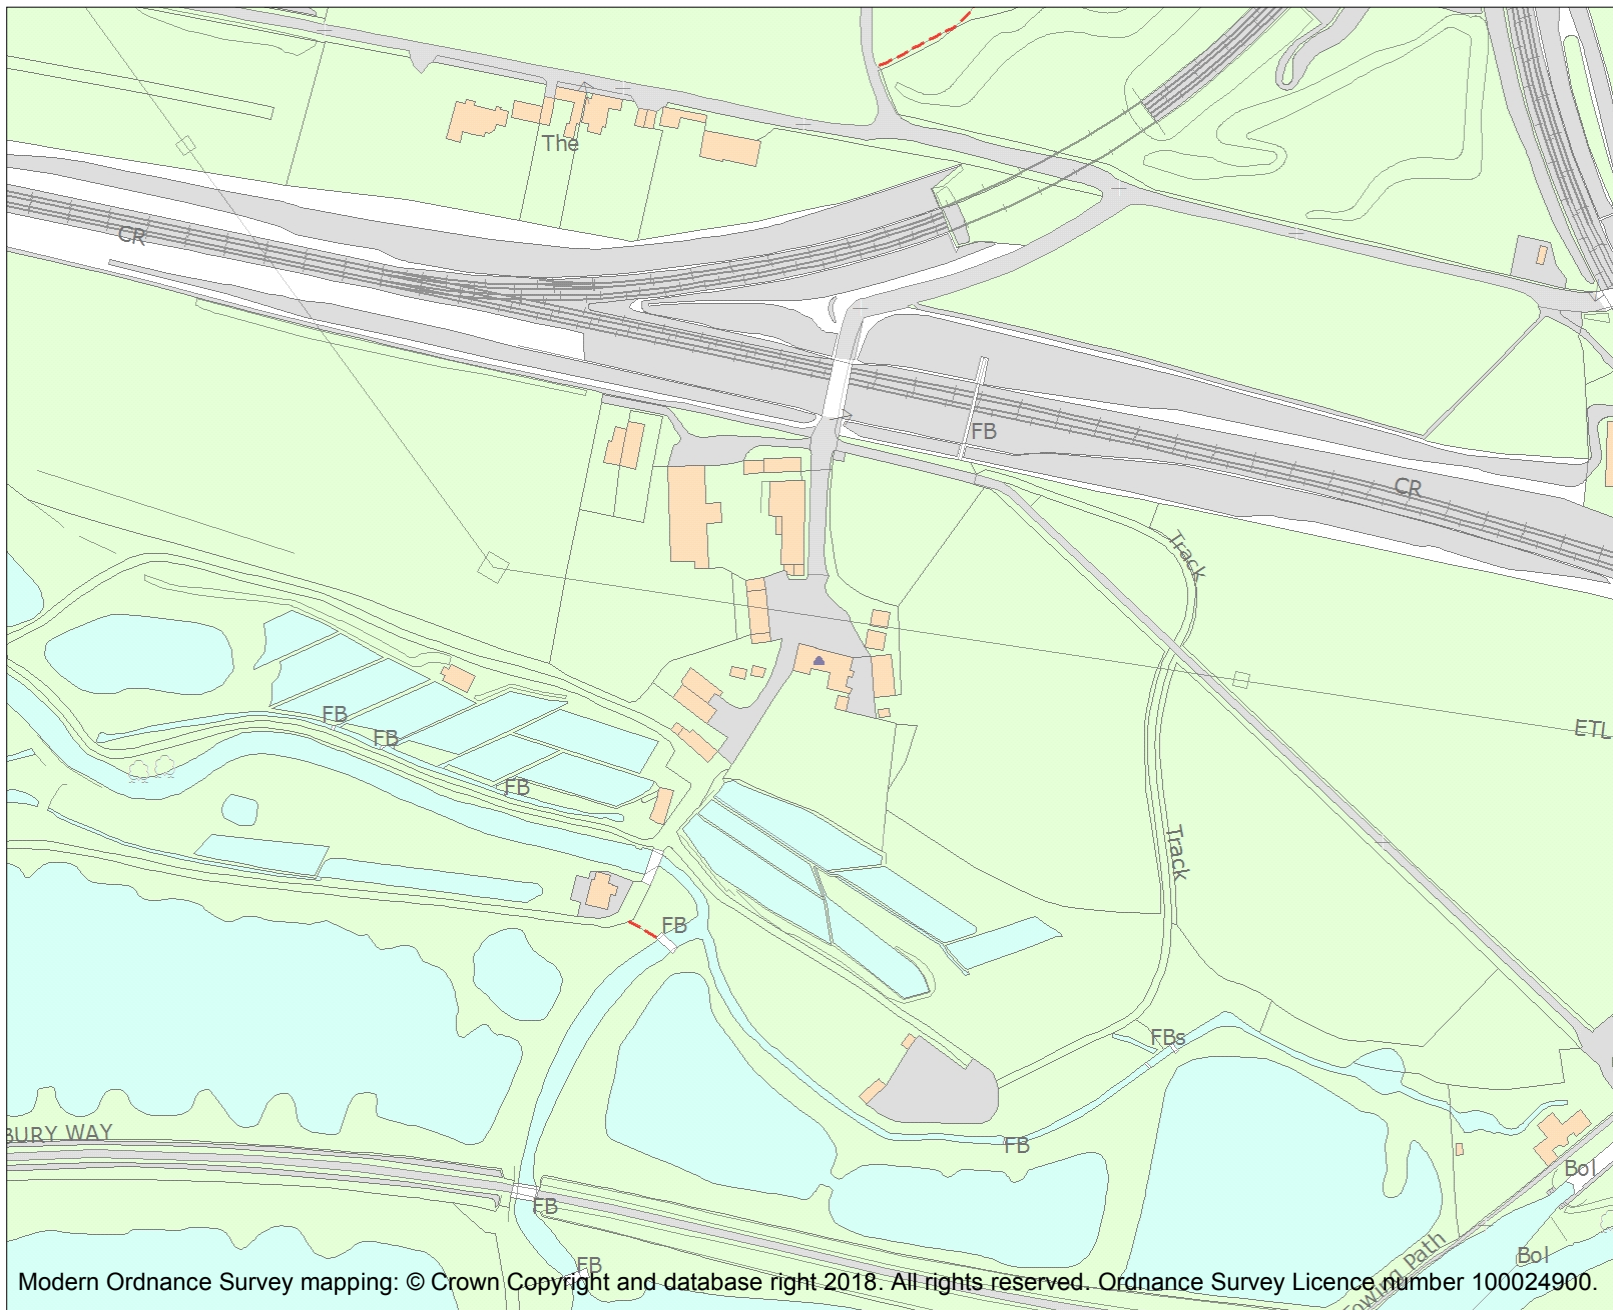 The
CR
FB
CR
Track
FB
FB
ETL
FB
Track
FB
FBs
BURY WAY
FB
Bol
FB
Bol
FB
owing Path
Modern Ordnance Survey mapping: © Crown Copyright and database right 2018. All rights reserved. Ordnance Survey Licence number 100024900.